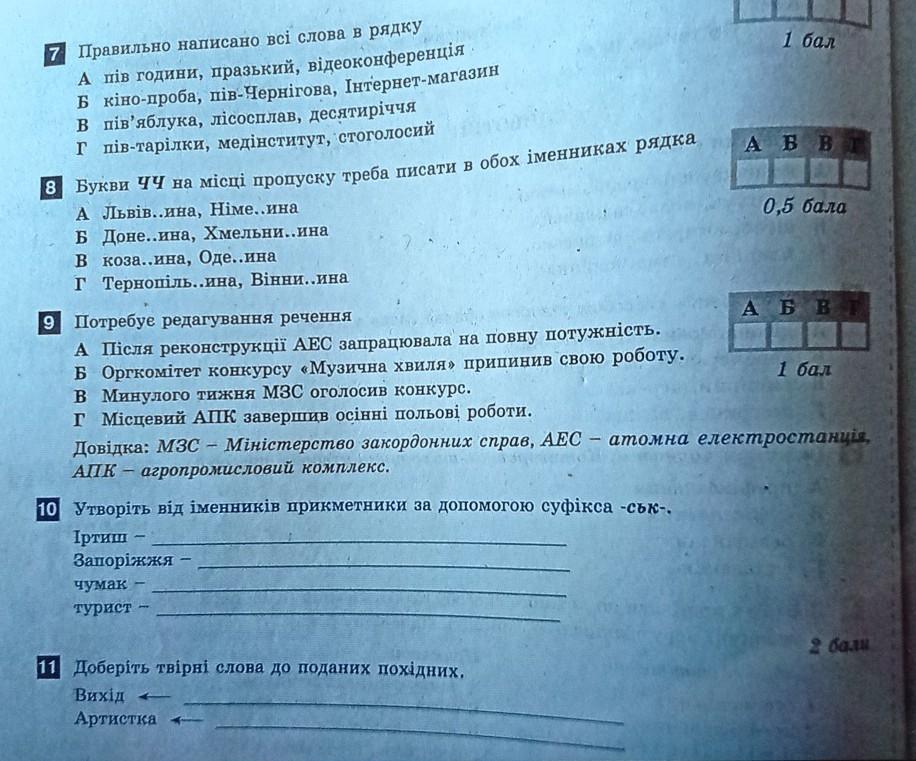 7 Правильно написано всі слова в рядку
А пів години, празький, відеоконференція
Б кіно-проба, пів-Чернігова, Інтернет-магазин
В пів'яблука, лісосплав, десятиріччя
Г пів-тарілки, медінститут, стоголосий
1 бал
8 Букви ЧЧ на місці пропуску треба писати в обох іменниках рядка
А Львів..ина, Німе..ина
Б Доне..ина, Хмельни..ина
В коза..ина, Оде..ина
Г Тернопіль..ина, Вінни..ина
А Б В Г
0,5 бала
9 Потребує редагування речення
А Після реконструкції АЕС запрацювала на повну потужність.
Б Оргкомітет конкурсу «Музична хвиля» припинив свою роботу.
В Минулого тижня МЗС оголосив конкурс.
Г Місцевий АПК завершив осінні польові роботи.
А Б В Г
1 бал
Довідка: МЗС – Міністерство закордонних справ, АЕС – атомна електростанція,
АПК – агропромисловий комплекс.
10 Утворіть від іменників прикметники за допомогою суфікса -ськ-.
Іртиш –
Запоріжжя –
чумак –
турист –
2 бали
11 Доберіть твірні слова до поданих похідних.
Вихід ←
Артистка ←